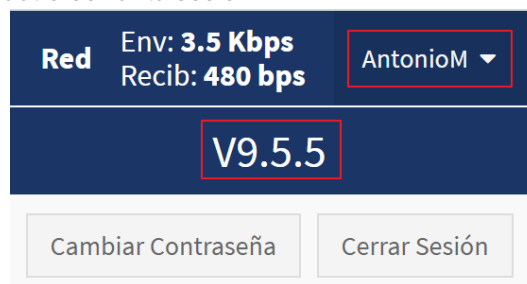 Red
Env: 3.5 Kbps
Recib: 480 bps
AntonioM
V9.5.5
Cambiar Contraseña
Cerrar Sesión